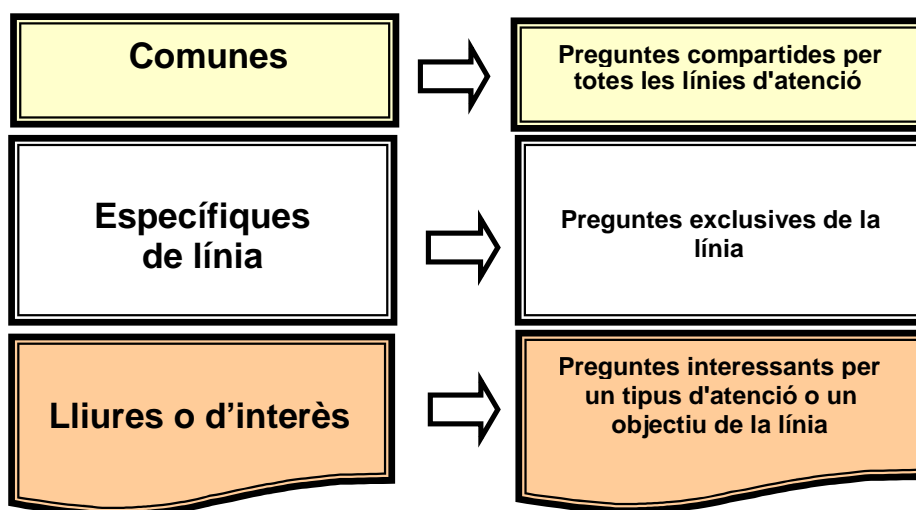 Comunes
Preguntes compartides per
totes les línies d'atenció
Específiques
de línia
Preguntes exclusives de la
línia
Lliures o d’interès
Preguntes interessants per
un tipus d'atenció o un
objectiu de la línia